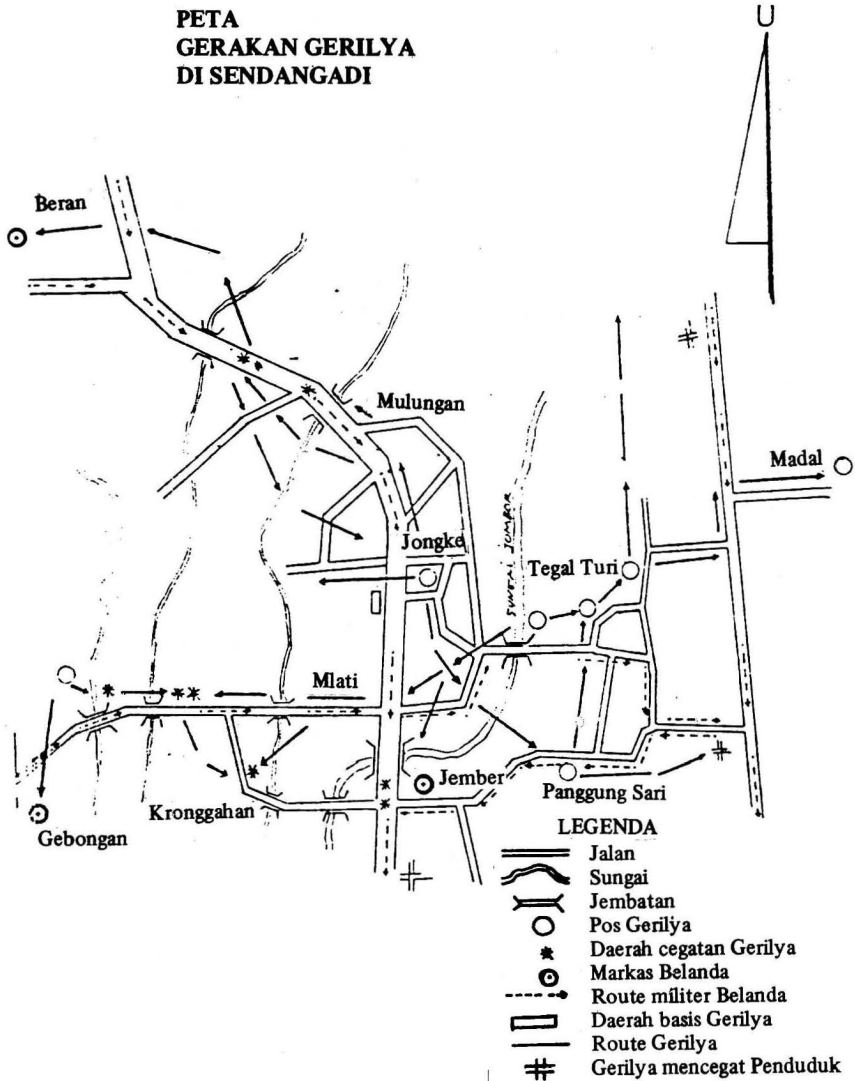 PETA
GERAKAN GERILYA
DI SENDANGADI
U
Beran
Mulungan
Madal
Jongke
SUNGAI JOMBOR
Tegal Turi
Mlati
Jember
Panggung Sari
Kronggahan
Gebongan
LEGENDA
Jalan
Sungai
Jembatan
Pos Gerilya
Daerah cegatan Gerilya
Markas Belanda
Route militer Belanda
Daerah basis Gerilya
Route Gerilya
Gerilya mencegat Penduduk